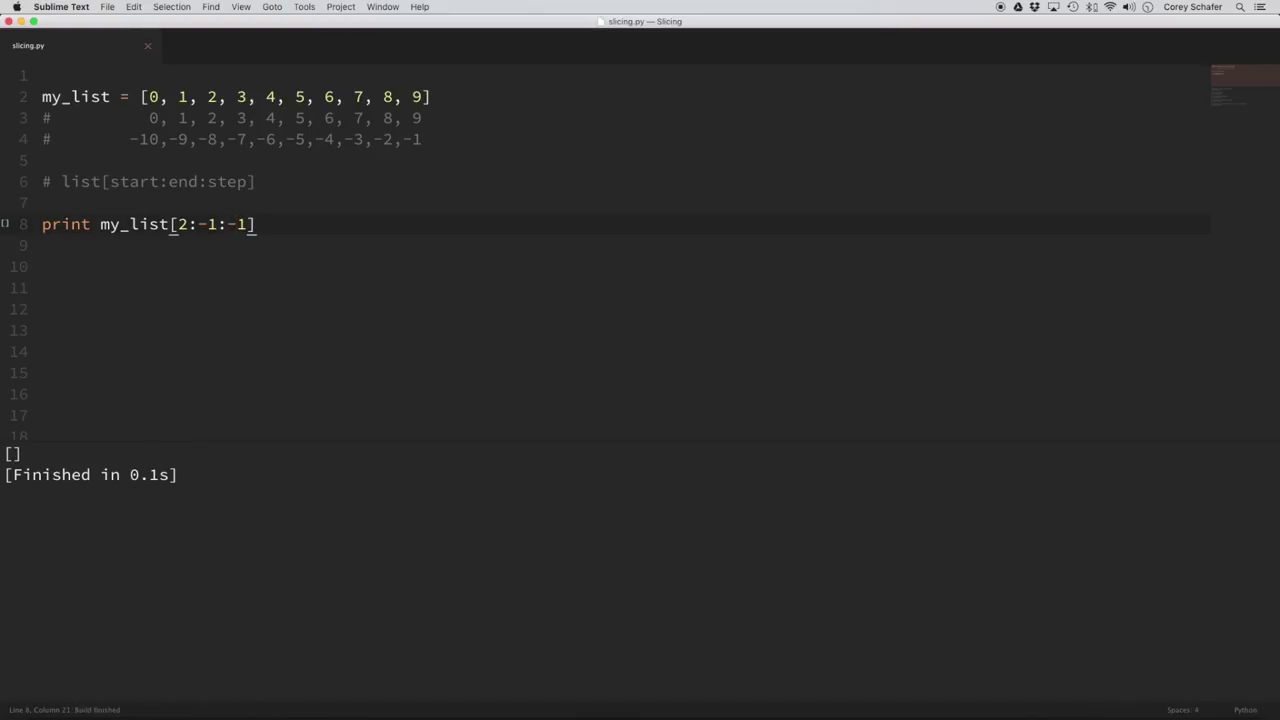 Sublime Text File Edit Selection Find View Goto Tools Project Window Help Corey Schafer
slicing.py — Slicing
slicing.py
1
2 my_list = [0, 1, 2, 3, 4, 5, 6, 7, 8, 9]
3 # 0, 1, 2, 3, 4, 5, 6, 7, 8, 9
4 # -10,-9,-8,-7,-6,-5,-4,-3,-2,-1
5
6 # list[start:end:step]
7
8 print my_list[2:-1:-1]
9
10
11
12
13
14
15
16
17
18
[]
[Finished in 0.1s]
Line 8, Column 21; Build finished Spaces: 4 Python